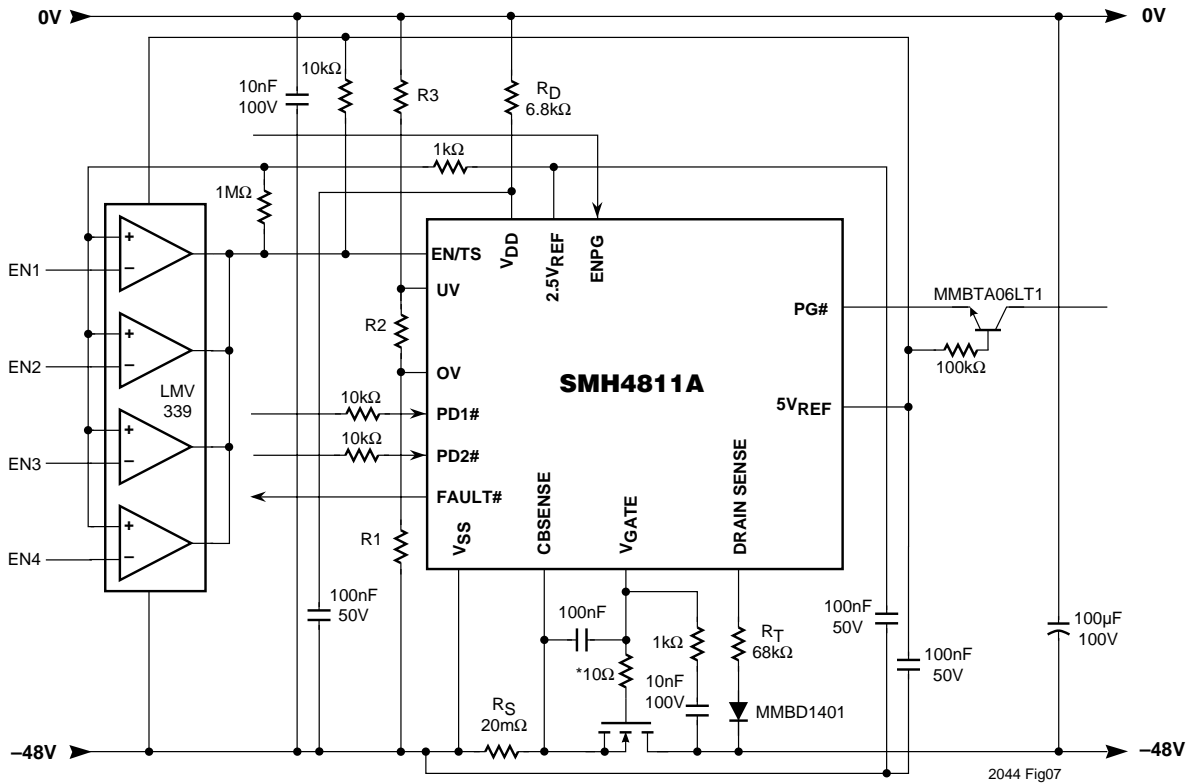 0V
0V
10kΩ
10nF
100V
R3
RD
6.8kΩ
1kΩ
1MΩ
EN1
EN2
EN3
EN4
+
−
+
−
+
−
+
−
LMV
339
R2
R1
EN/TS
UV
OV
PD1#
PD2#
FAULT#
10kΩ
10kΩ
VDD
2.5VREF
ENPG
SMH4811A
PG#
5VREF
VSS
CBSENSE
VGATE
DRAIN SENSE
MMBTA06LT1
100kΩ
100nF
50V
100nF
*10Ω
1kΩ
10nF
100V
RT
68kΩ
MMBD1401
100nF
50V
100nF
50V
100µF
100V
RS
20mΩ
–48V
–48V
2044 Fig07